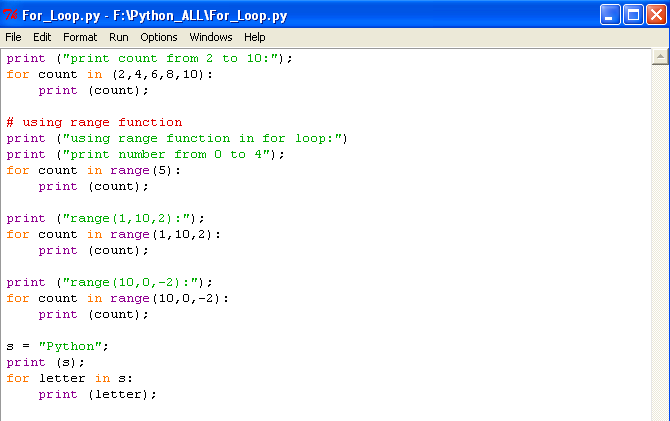 For_Loop.py - F:\Python_ALL\For_Loop.py
File Edit Format Run Options Windows Help
print ("print count from 2 to 10:");
for count in (2,4,6,8,10):
    print (count);
# using range function
print ("using range function in for loop:")
print ("print number from 0 to 4");
for count in range(5):
    print (count);
print ("range(1,10,2):");
for count in range(1,10,2):
    print (count);
print ("range(10,0,-2):");
for count in range(10,0,-2):
    print (count);
s = "Python";
print (s);
for letter in s:
    print (letter);